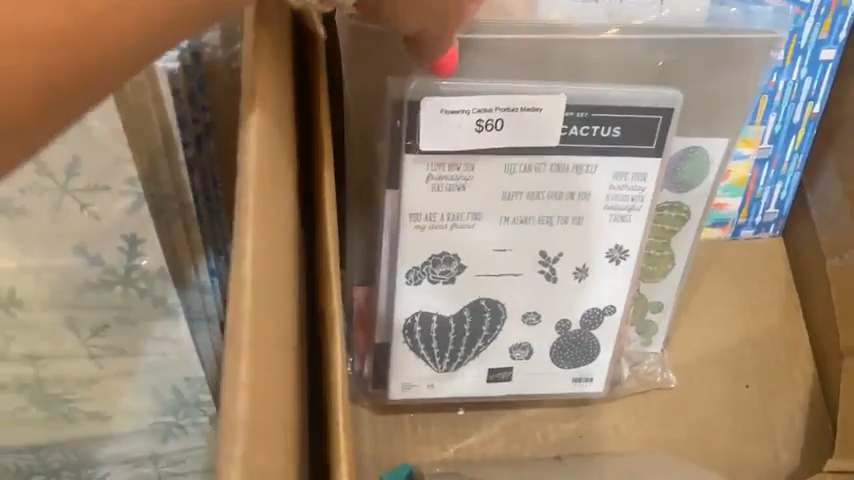 Flowering Cactus Product Medley
$60
CACTUS
I LOVE HOW OUR
friendship
HAS GROWN
LIFE CAN GET KINDA PRICKLY
HAPPY LOOKS GOOD ON YOU
HOPE YOUR
birthday
IS FILLED WITH
beautiful
THINGS
YOU ARE A RARE FIND
my dear friend
I'M ALWAYS HERE FOR YOU